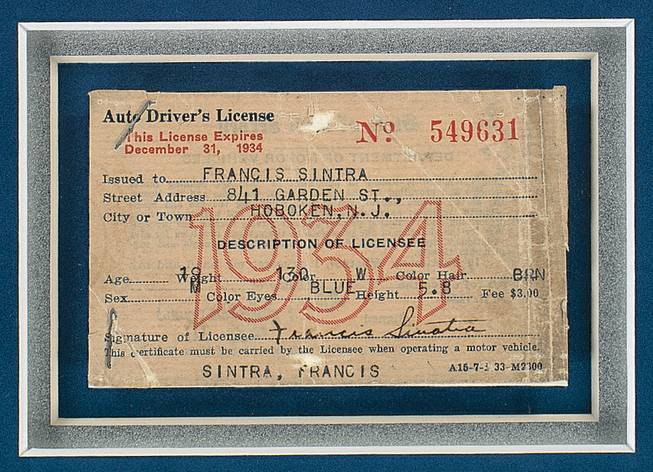 Auto Driver's License
This License Expires
December 31, 1934
No 549631
Issued to FRANCIS SINTRA
Street Address 841 GARDEN ST.,
City or Town HOBOKEN, N.J.
1934
DESCRIPTION OF LICENSEE
Age 19 Weight 130 Color W Color Hair BRN
Sex M Color Eyes BLUE Height 5.8 Fee $3.00
Signature of Licensee Francis Sinatra
This certificate must be carried by the Licensee when operating a motor vehicle.
SINTRA, FRANCIS